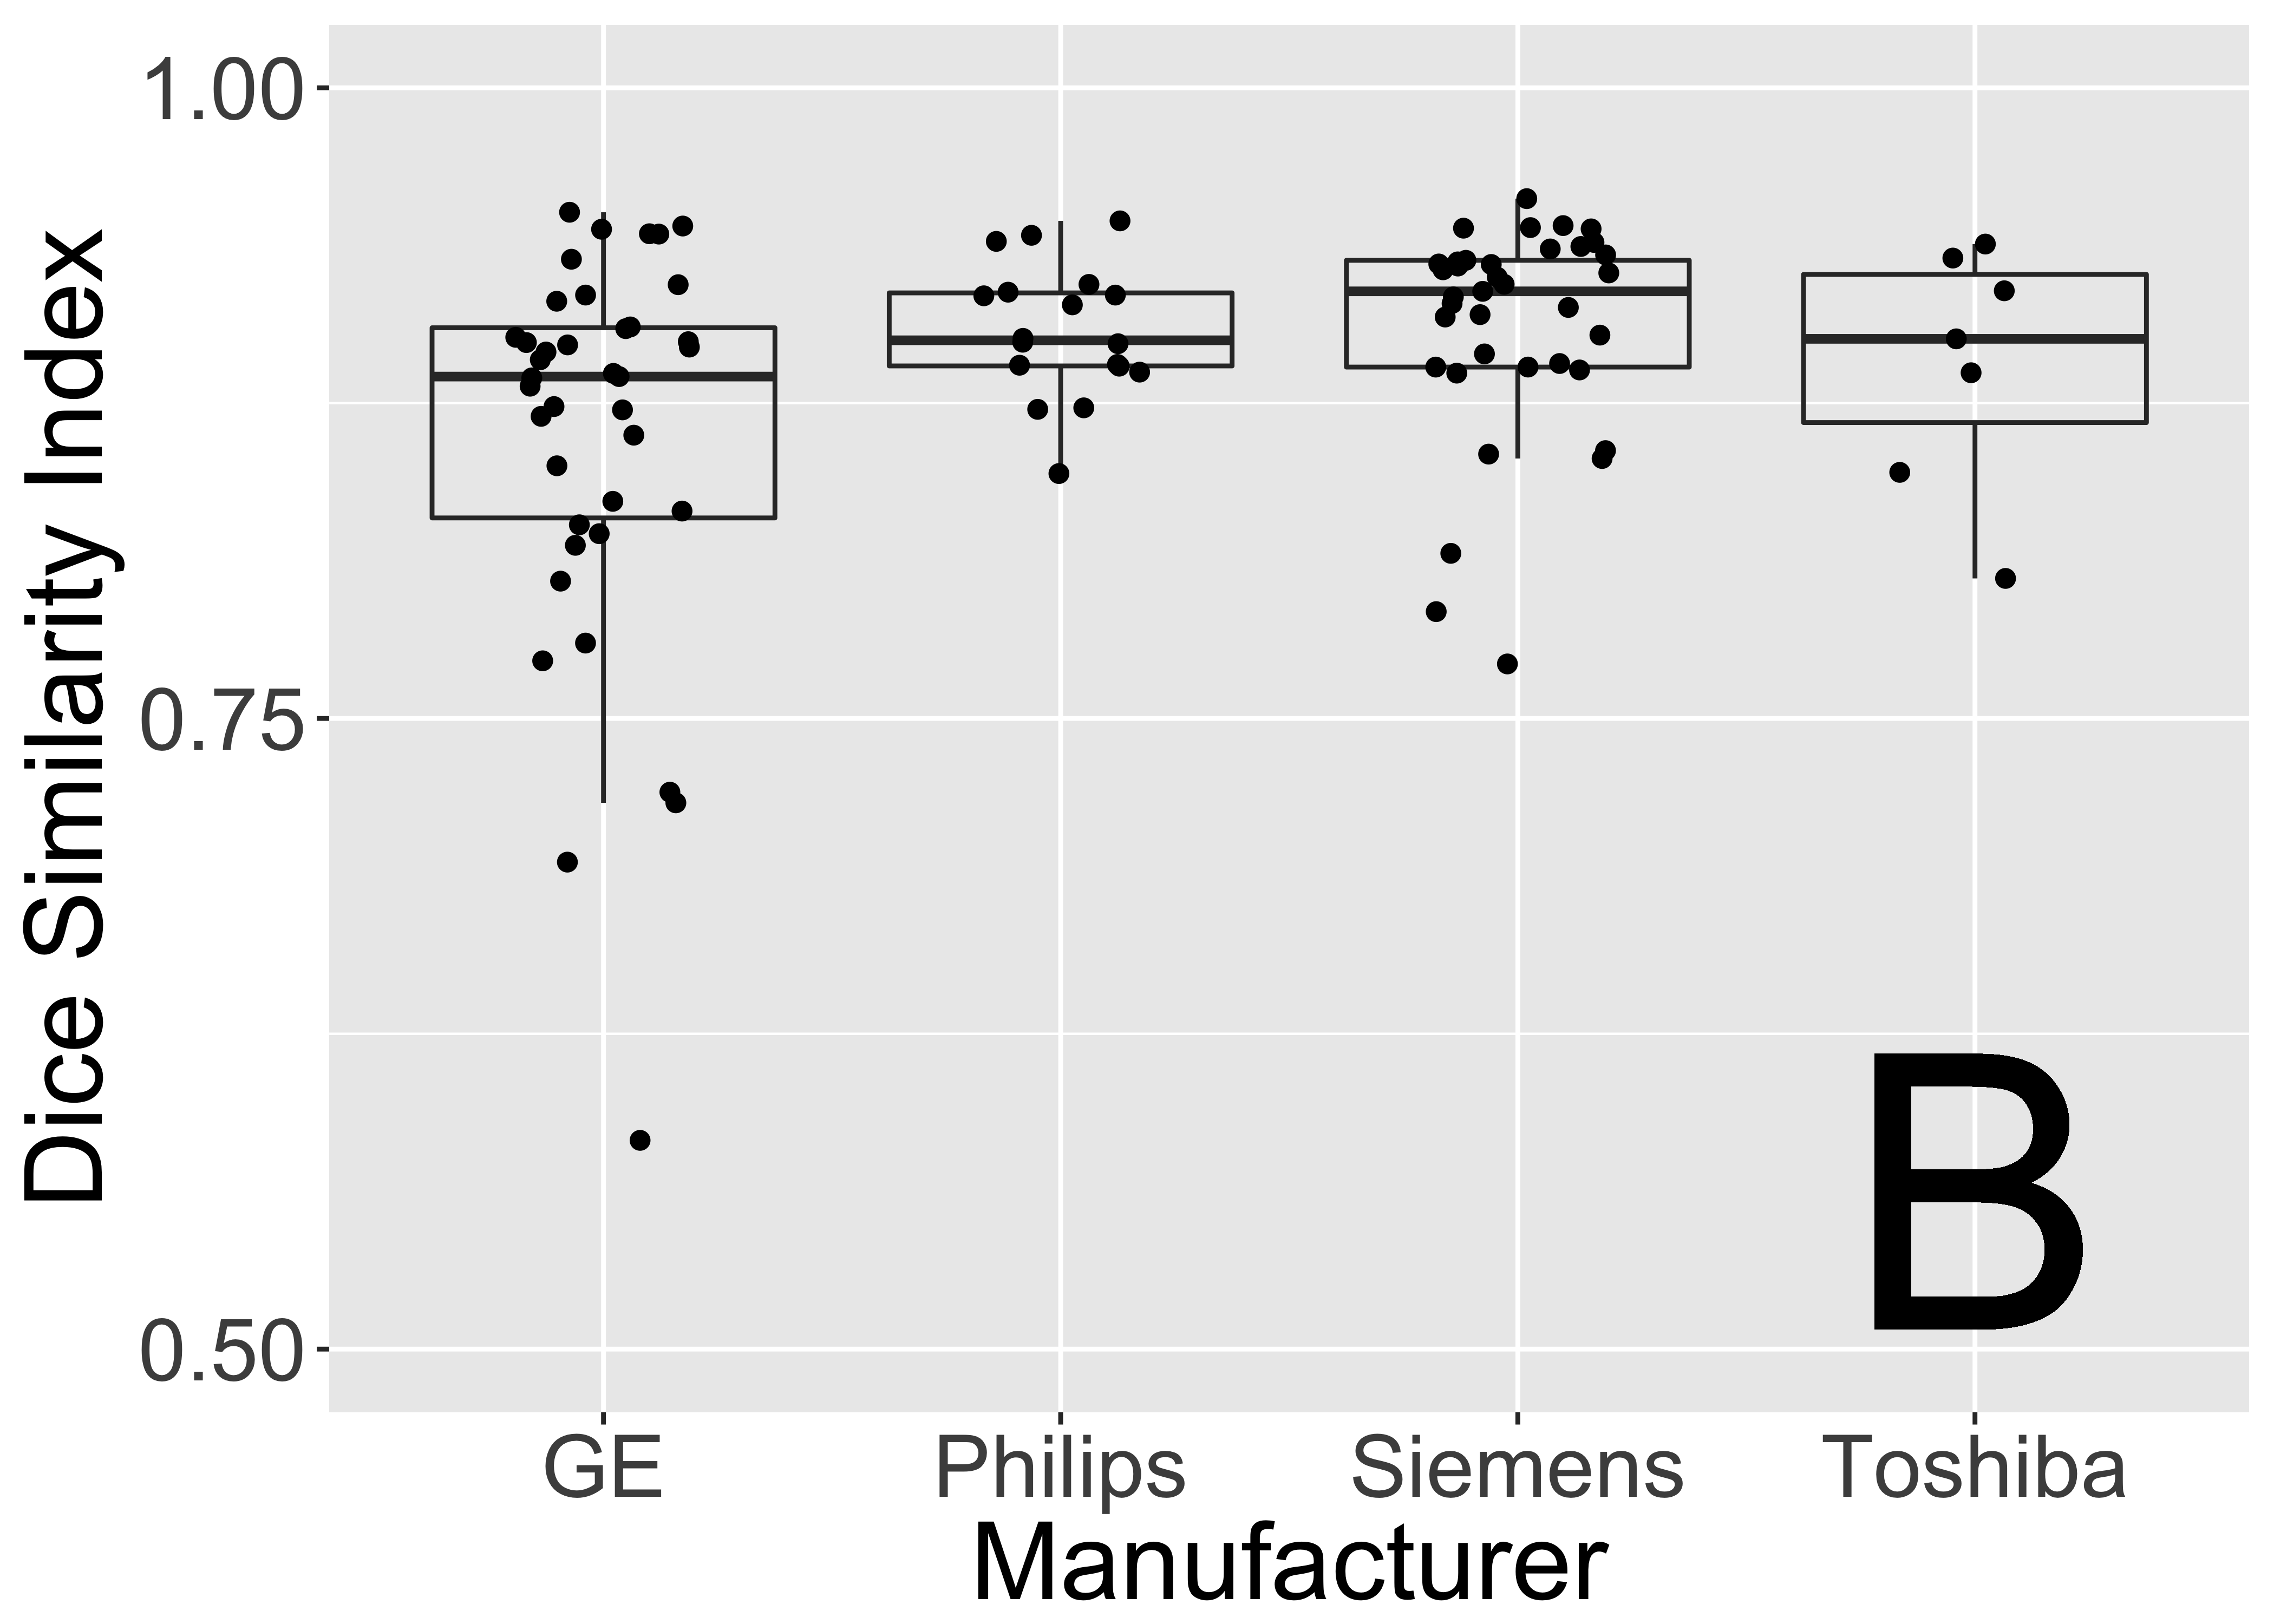 Dice Similarity Index
1.00
0.75
0.50
B
GE Philips Siemens Toshiba
Manufacturer